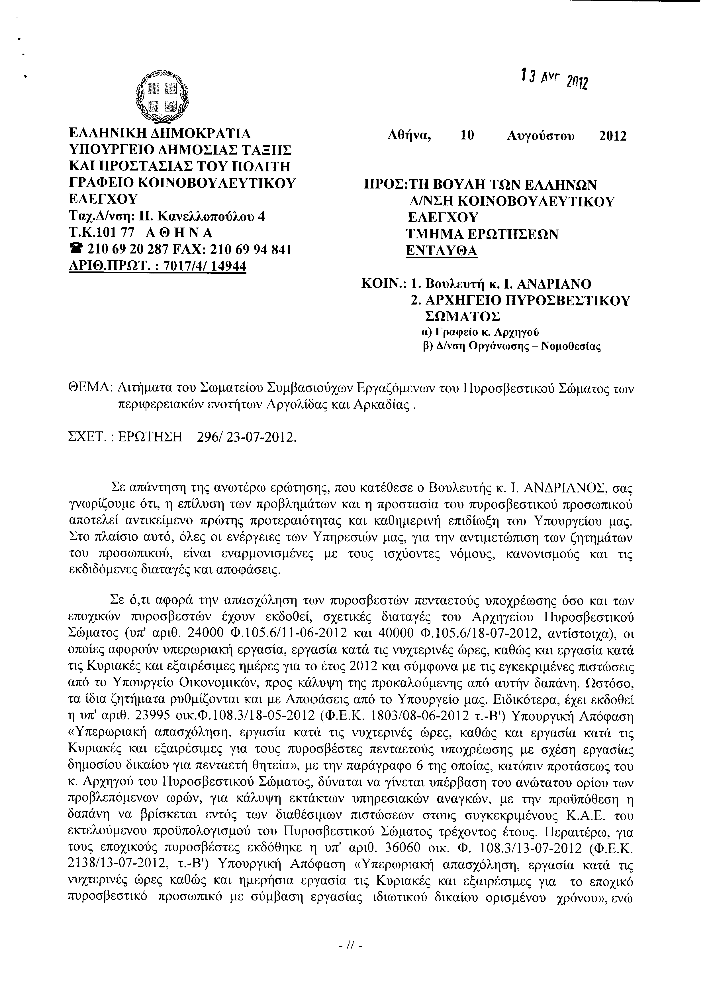 13 ΑΥΓ 2012
ΕΛΛΗΝΙΚΗ ΔΗΜΟΚΡΑΤΙΑ
ΥΠΟΥΡΓΕΙΟ ΔΗΜΟΣΙΑΣ ΤΑΞΗΣ
ΚΑΙ ΠΡΟΣΤΑΣΙΑΣ ΤΟΥ ΠΟΛΙΤΗ
ΓΡΑΦΕΙΟ ΚΟΙΝΟΒΟΥΛΕΥΤΙΚΟΥ
ΕΛΕΓΧΟΥ
Ταχ.Δ/νση: Π. Κανελλοπούλου 4
Τ.Κ.101 77 Α Θ Η Ν Α
☎ 210 69 20 287 FAX: 210 69 94 841
ΑΡΙΘ.ΠΡΩΤ. : 7017/4/ 14944
Αθήνα, 10 Αυγούστου 2012
ΠΡΟΣ:ΤΗ ΒΟΥΛΗ ΤΩΝ ΕΛΛΗΝΩΝ
Δ/ΝΣΗ ΚΟΙΝΟΒΟΥΛΕΥΤΙΚΟΥ
ΕΛΕΓΧΟΥ
ΤΜΗΜΑ ΕΡΩΤΗΣΕΩΝ
ΕΝΤΑΥΘΑ
ΚΟΙΝ.: 1. Βουλευτή κ. Ι. ΑΝΔΡΙΑΝΟ
2. ΑΡΧΗΓΕΙΟ ΠΥΡΟΣΒΕΣΤΙΚΟΥ
ΣΩΜΑΤΟΣ
α) Γραφείο κ. Αρχηγού
β) Δ/νση Οργάνωσης – Νομοθεσίας
ΘΕΜΑ: Αιτήματα του Σωματείου Συμβασιούχων Εργαζόμενων του Πυροσβεστικού Σώματος των
περιφερειακών ενοτήτων Αργολίδας και Αρκαδίας .
ΣΧΕΤ. : ΕΡΩΤΗΣΗ 296/ 23-07-2012.
Σε απάντηση της ανωτέρω ερώτησης, που κατέθεσε ο Βουλευτής κ. Ι. ΑΝΔΡΙΑΝΟΣ, σας
γνωρίζουμε ότι, η επίλυση των προβλημάτων και η προστασία του πυροσβεστικού προσωπικού
αποτελεί αντικείμενο πρώτης προτεραιότητας και καθημερινή επιδίωξη του Υπουργείου μας.
Στο πλαίσιο αυτό, όλες οι ενέργειες των Υπηρεσιών μας, για την αντιμετώπιση των ζητημάτων
του προσωπικού, είναι εναρμονισμένες με τους ισχύοντες νόμους, κανονισμούς και τις
εκδιδόμενες διαταγές και αποφάσεις.
Σε ό,τι αφορά την απασχόληση των πυροσβεστών πενταετούς υποχρέωσης όσο και των
εποχικών πυροσβεστών έχουν εκδοθεί, σχετικές διαταγές του Αρχηγείου Πυροσβεστικού
Σώματος (υπ' αριθ. 24000 Φ.105.6/11-06-2012 και 40000 Φ.105.6/18-07-2012, αντίστοιχα), οι
οποίες αφορούν υπερωριακή εργασία, εργασία κατά τις νυχτερινές ώρες, καθώς και εργασία κατά
τις Κυριακές και εξαιρέσιμες ημέρες για το έτος 2012 και σύμφωνα με τις εγκεκριμένες πιστώσεις
από το Υπουργείο Οικονομικών, προς κάλυψη της προκαλούμενης από αυτήν δαπάνη. Ωστόσο,
τα ίδια ζητήματα ρυθμίζονται και με Αποφάσεις από το Υπουργείο μας. Ειδικότερα, έχει εκδοθεί
η υπ' αριθ. 23995 οικ.Φ.108.3/18-05-2012 (Φ.Ε.Κ. 1803/08-06-2012 τ.-Β') Υπουργική Απόφαση
«Υπερωριακή απασχόληση, εργασία κατά τις νυχτερινές ώρες, καθώς και εργασία κατά τις
Κυριακές και εξαιρέσιμες για τους πυροσβέστες πενταετούς υποχρέωσης με σχέση εργασίας
δημοσίου δικαίου για πενταετή θητεία», με την παράγραφο 6 της οποίας, κατόπιν προτάσεως του
κ. Αρχηγού του Πυροσβεστικού Σώματος, δύναται να γίνεται υπέρβαση του ανώτατου ορίου των
προβλεπόμενων ωρών, για κάλυψη εκτάκτων υπηρεσιακών αναγκών, με την προϋπόθεση η
δαπάνη να βρίσκεται εντός των διαθέσιμων πιστώσεων στους συγκεκριμένους Κ.Α.Ε. του
εκτελούμενου προϋπολογισμού του Πυροσβεστικού Σώματος τρέχοντος έτους. Περαιτέρω, για
τους εποχικούς πυροσβέστες εκδόθηκε η υπ' αριθ. 36060 οικ. Φ. 108.3/13-07-2012 (Φ.Ε.Κ.
2138/13-07-2012, τ.-Β') Υπουργική Απόφαση «Υπερωριακή απασχόληση, εργασία κατά τις
νυχτερινές ώρες καθώς και ημερήσια εργασία τις Κυριακές και εξαιρέσιμες για το εποχικό
πυροσβεστικό προσωπικό με σύμβαση εργασίας ιδιωτικού δικαίου ορισμένου χρόνου», ενώ
- // -